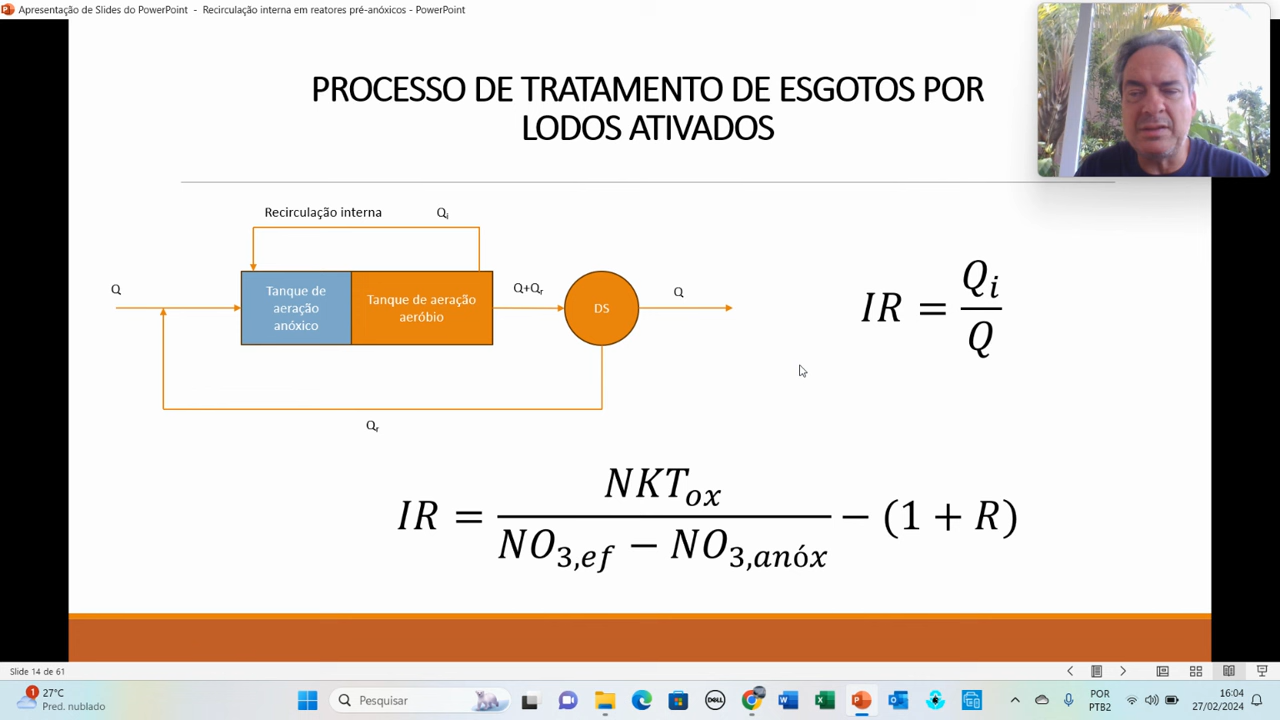 Apresentação de Slides do PowerPoint - Recirculação interna em reatores pré-anóxicos - PowerPoint
PROCESSO DE TRATAMENTO DE ESGOTOS POR
LODOS ATIVADOS
Recirculação interna
Qi
Q
Tanque de
aeração
anóxico
Tanque de aeração
aeróbio
Q+Qr
DS
Q
Qr
IR = Qi / Q
IR = NKTox / (NO3,ef − NO3,anóx) − (1 + R)
Slide 14 de 61
1
27°C
Pred. nublado
Pesquisar
DELL
POR
PTB2
16:04
27/02/2024